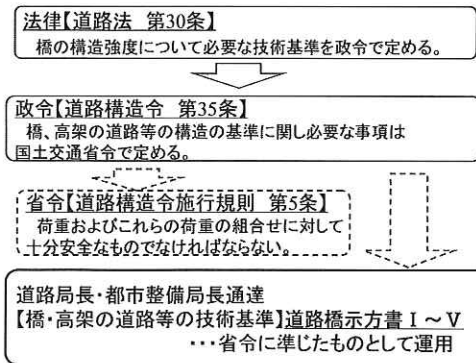 法律【道路法 第30条】
橋の構造強度について必要な技術基準を政令で定める。
政令【道路構造令 第35条】
橋、高架の道路等の構造の基準に関し必要な事項は
国土交通省令で定める。
省令【道路構造令施行規則 第5条】
荷重およびこれらの荷重の組合せに対して
十分安全なものでなければならない。
道路局長・都市整備局長通達
【橋・高架の道路等の技術基準】道路橋示方書Ⅰ~Ⅴ
・・・省令に準じたものとして運用